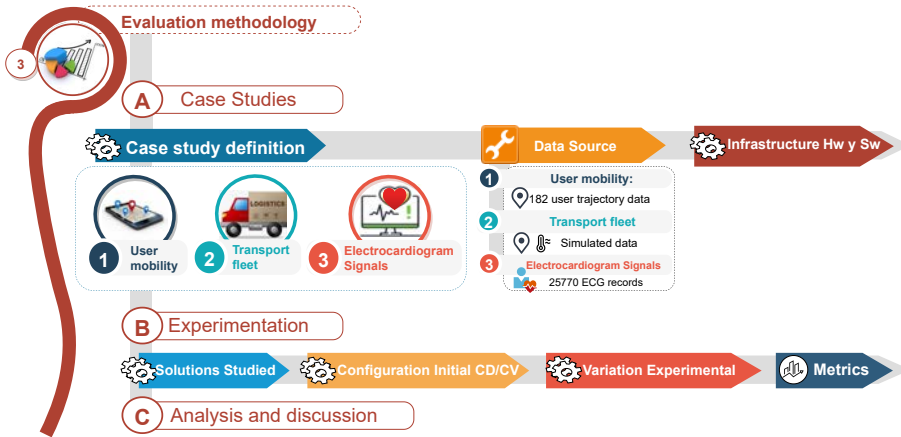 Evaluation methodology
3
A
Case Studies
Case study definition
Data Source
Infrastructure Hw y Sw
LOGISTICS
1
User
mobility
2
Transport
fleet
3
Electrocardiogram
Signals
1
User mobility:
182 user trajectory data
2
Transport fleet
Simulated data
3
Electrocardiogram Signals
25770 ECG records
B
Experimentation
Solutions Studied
Configuration Initial CD/CV
Variation Experimental
Metrics
C
Analysis and discussion